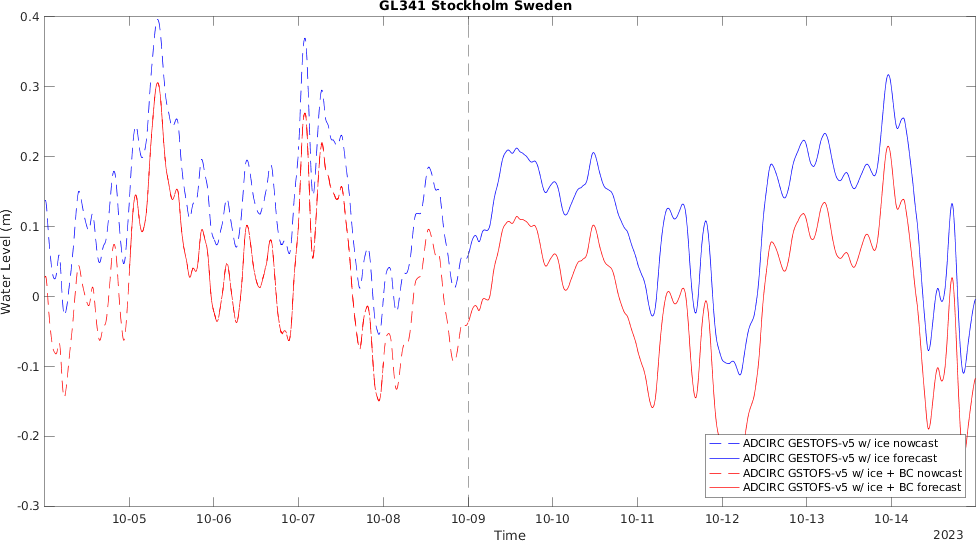 GL341 Stockholm Sweden
Water Level (m)
0.4
0.3
0.2
0.1
0
-0.1
-0.2
-0.3
10-05 10-06 10-07 10-08 10-09 10-10 10-11 10-12 10-13 10-14
Time
2023
ADCIRC GESTOFS-v5 w/ ice nowcast
ADCIRC GESTOFS-v5 w/ ice forecast
ADCIRC GSTOFS-v5 w/ ice + BC nowcast
ADCIRC GSTOFS-v5 w/ ice + BC forecast